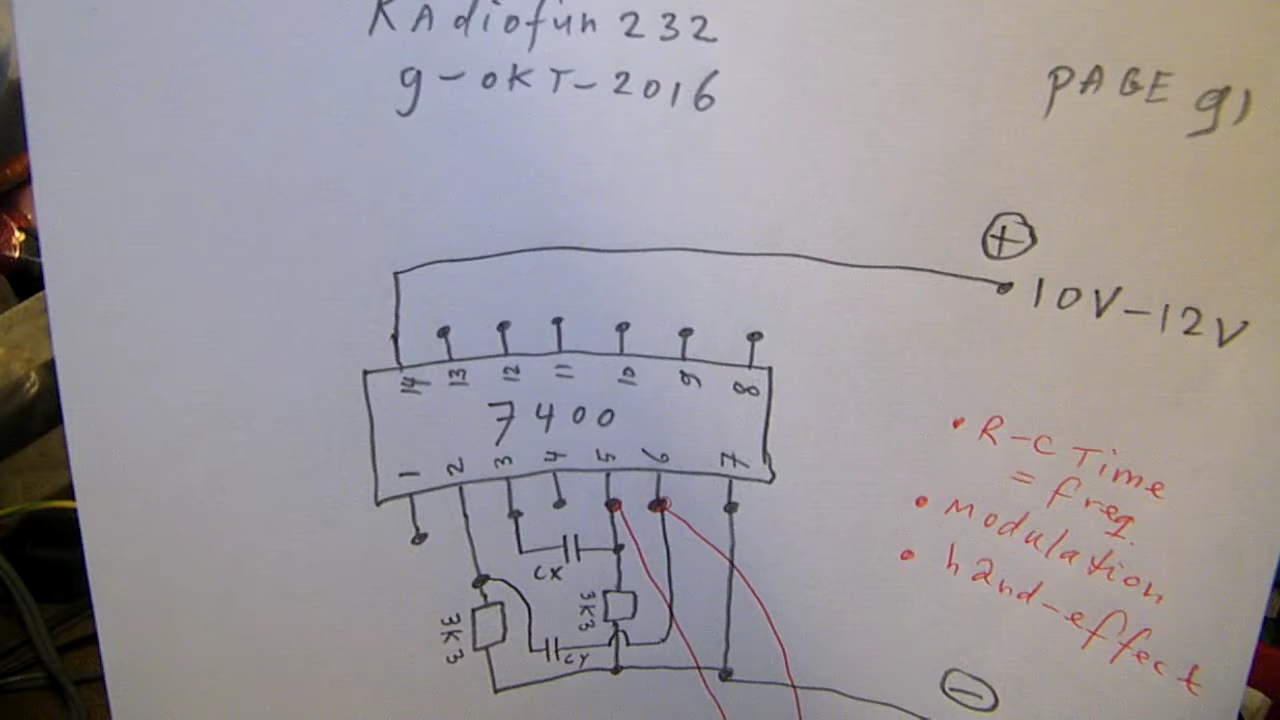 RAdiofun 232
9-OKT-2016
PAGE 91
+
10V-12V
14 13 12 11 10 9 8
7400
1 2 3 4 5 6 7
• R-C Time
= freq.
• modulation
• hand-effect
CX
3K3
3K3
CY
-